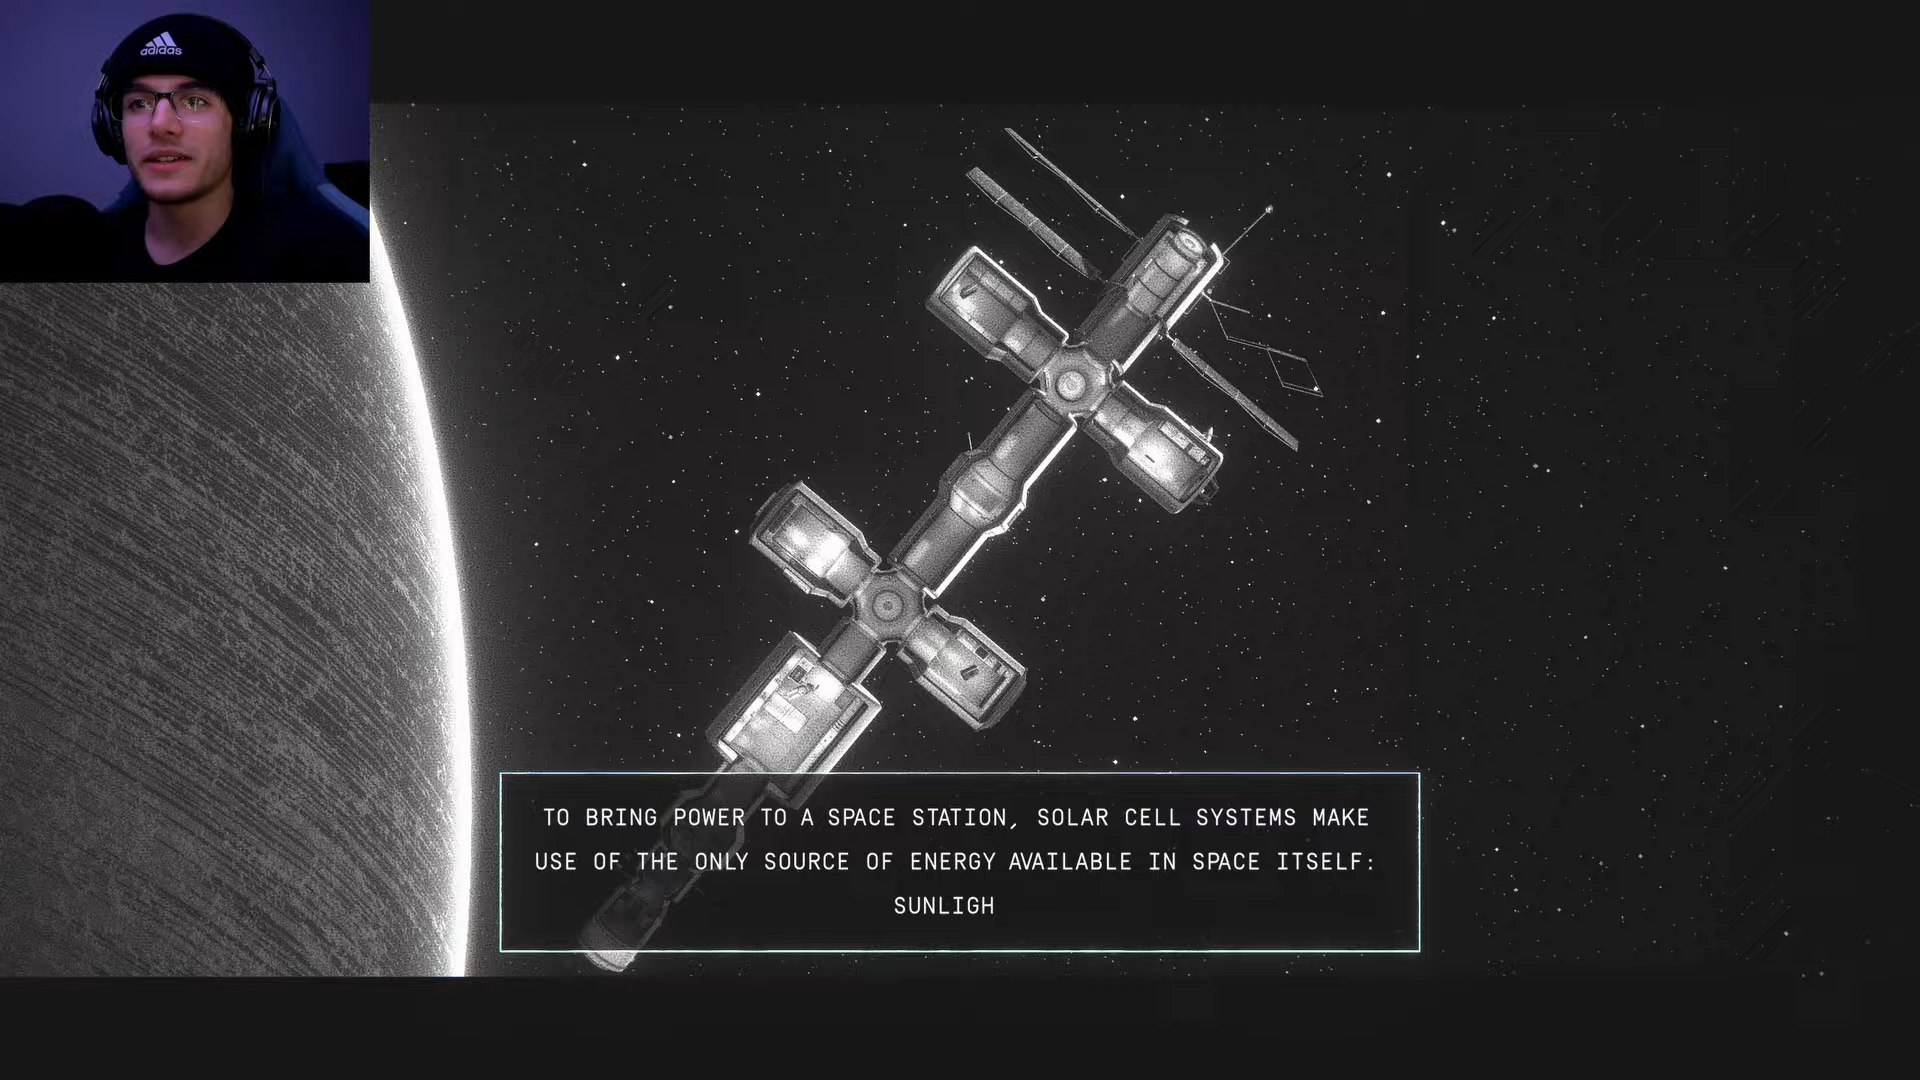 adidas
TO BRING POWER TO A SPACE STATION, SOLAR CELL SYSTEMS MAKE
USE OF THE ONLY SOURCE OF ENERGY AVAILABLE IN SPACE ITSELF:
SUNLIGH